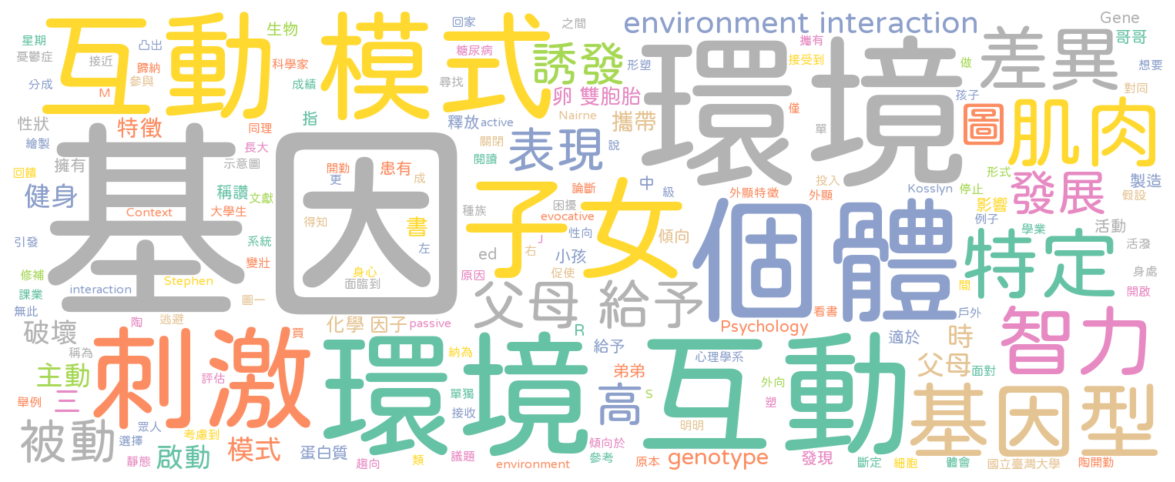 environment interaction
Gene
互動 模式
誘發
環境
差異
哥哥
星期
憂鬱症
接近
凸出
歸納
參與
生物
科學家
回家
糖尿病
之間
形塑
攜有
接受到
做
想要
對同
孩子
分成
M
成績
尋找
卵 雙胞胎
Nairrie
僅
單
圖
肌肉
性狀
繪製
特徵
同理
長大
指
釋放
active
攜帶
關閉
閱讀
表現
說
基因
回饋
擁有
示意圖
開勤
更
患有
成
中
級
外顯特徵
外顯
投入
Kosslyn
停止
形式
影響
例子
發展
製造
假設
健身
稱讚
文獻
Context
大學生
得知
書
種族
論斷
困擾
evocative
子女
性向
傾向
個體
學業
活動
活潑
引發
系統
變壯
左
ed
J
右
小孩
特定
身處
開啟
修補
課業
interaction
Stephen
身心
面臨到
原因
促使
關
無此
圖一
父母 給予
戶外
看書
破壞
陶
逃避
買
化學 因子
passive
R
Psychology
適於
時
智力
稱為
刺激
環境 互動
納為
給予
心理學系
父母
面對
主動
評估
單獨
弟弟
外向
舉例
三
眾人
高
S
塑
明明
基因型
被動
選擇
考慮到
接收
靜態
啟動
模式
蛋白質
趨向
類
議題
傾向於
參考
environment
原本
genotype
發現
斷定
細胞
體會
國立臺灣大學
陶開勤